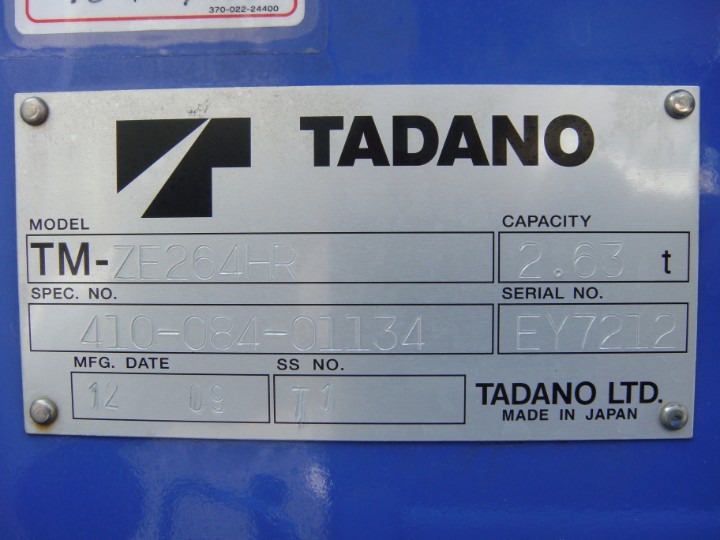 370-022-24400
TADANO
MODEL
CAPACITY
TM-ZE264HR
2.63 t
SPEC. NO.
SERIAL NO.
410-084-01134
EY7212
MFG. DATE
SS NO.
12 09
T1
TADANO LTD.
MADE IN JAPAN